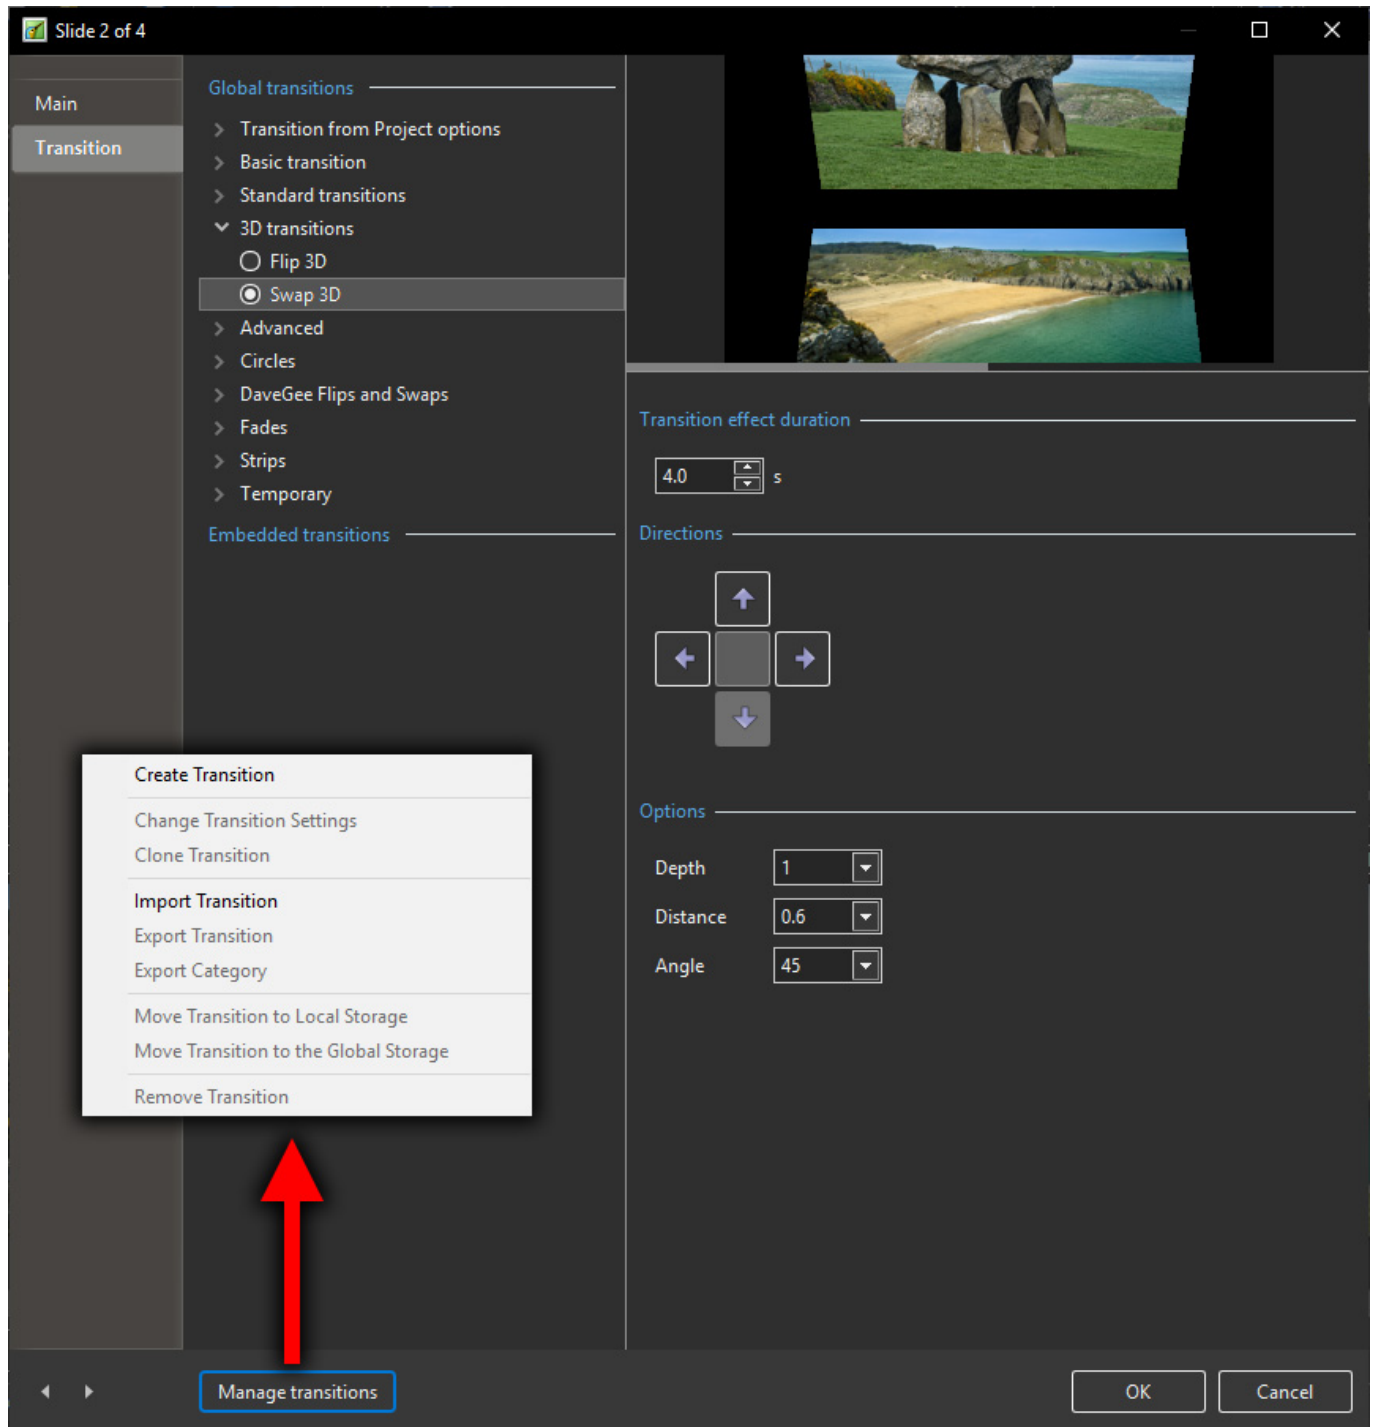 Slide 2 of 4
Main
Transition
Global transitions
Transition from Project options
Basic transition
Standard transitions
3D transitions
Flip 3D
Swap 3D
Advanced
Circles
DaveGee Flips and Swaps
Fades
Strips
Temporary
Embedded transitions
Transition effect duration
4.0 s
Directions
Options
Depth 1
Distance 0.6
Angle 45
Create Transition
Change Transition Settings
Clone Transition
Import Transition
Export Transition
Export Category
Move Transition to Local Storage
Move Transition to the Global Storage
Remove Transition
Manage transitions
OK
Cancel